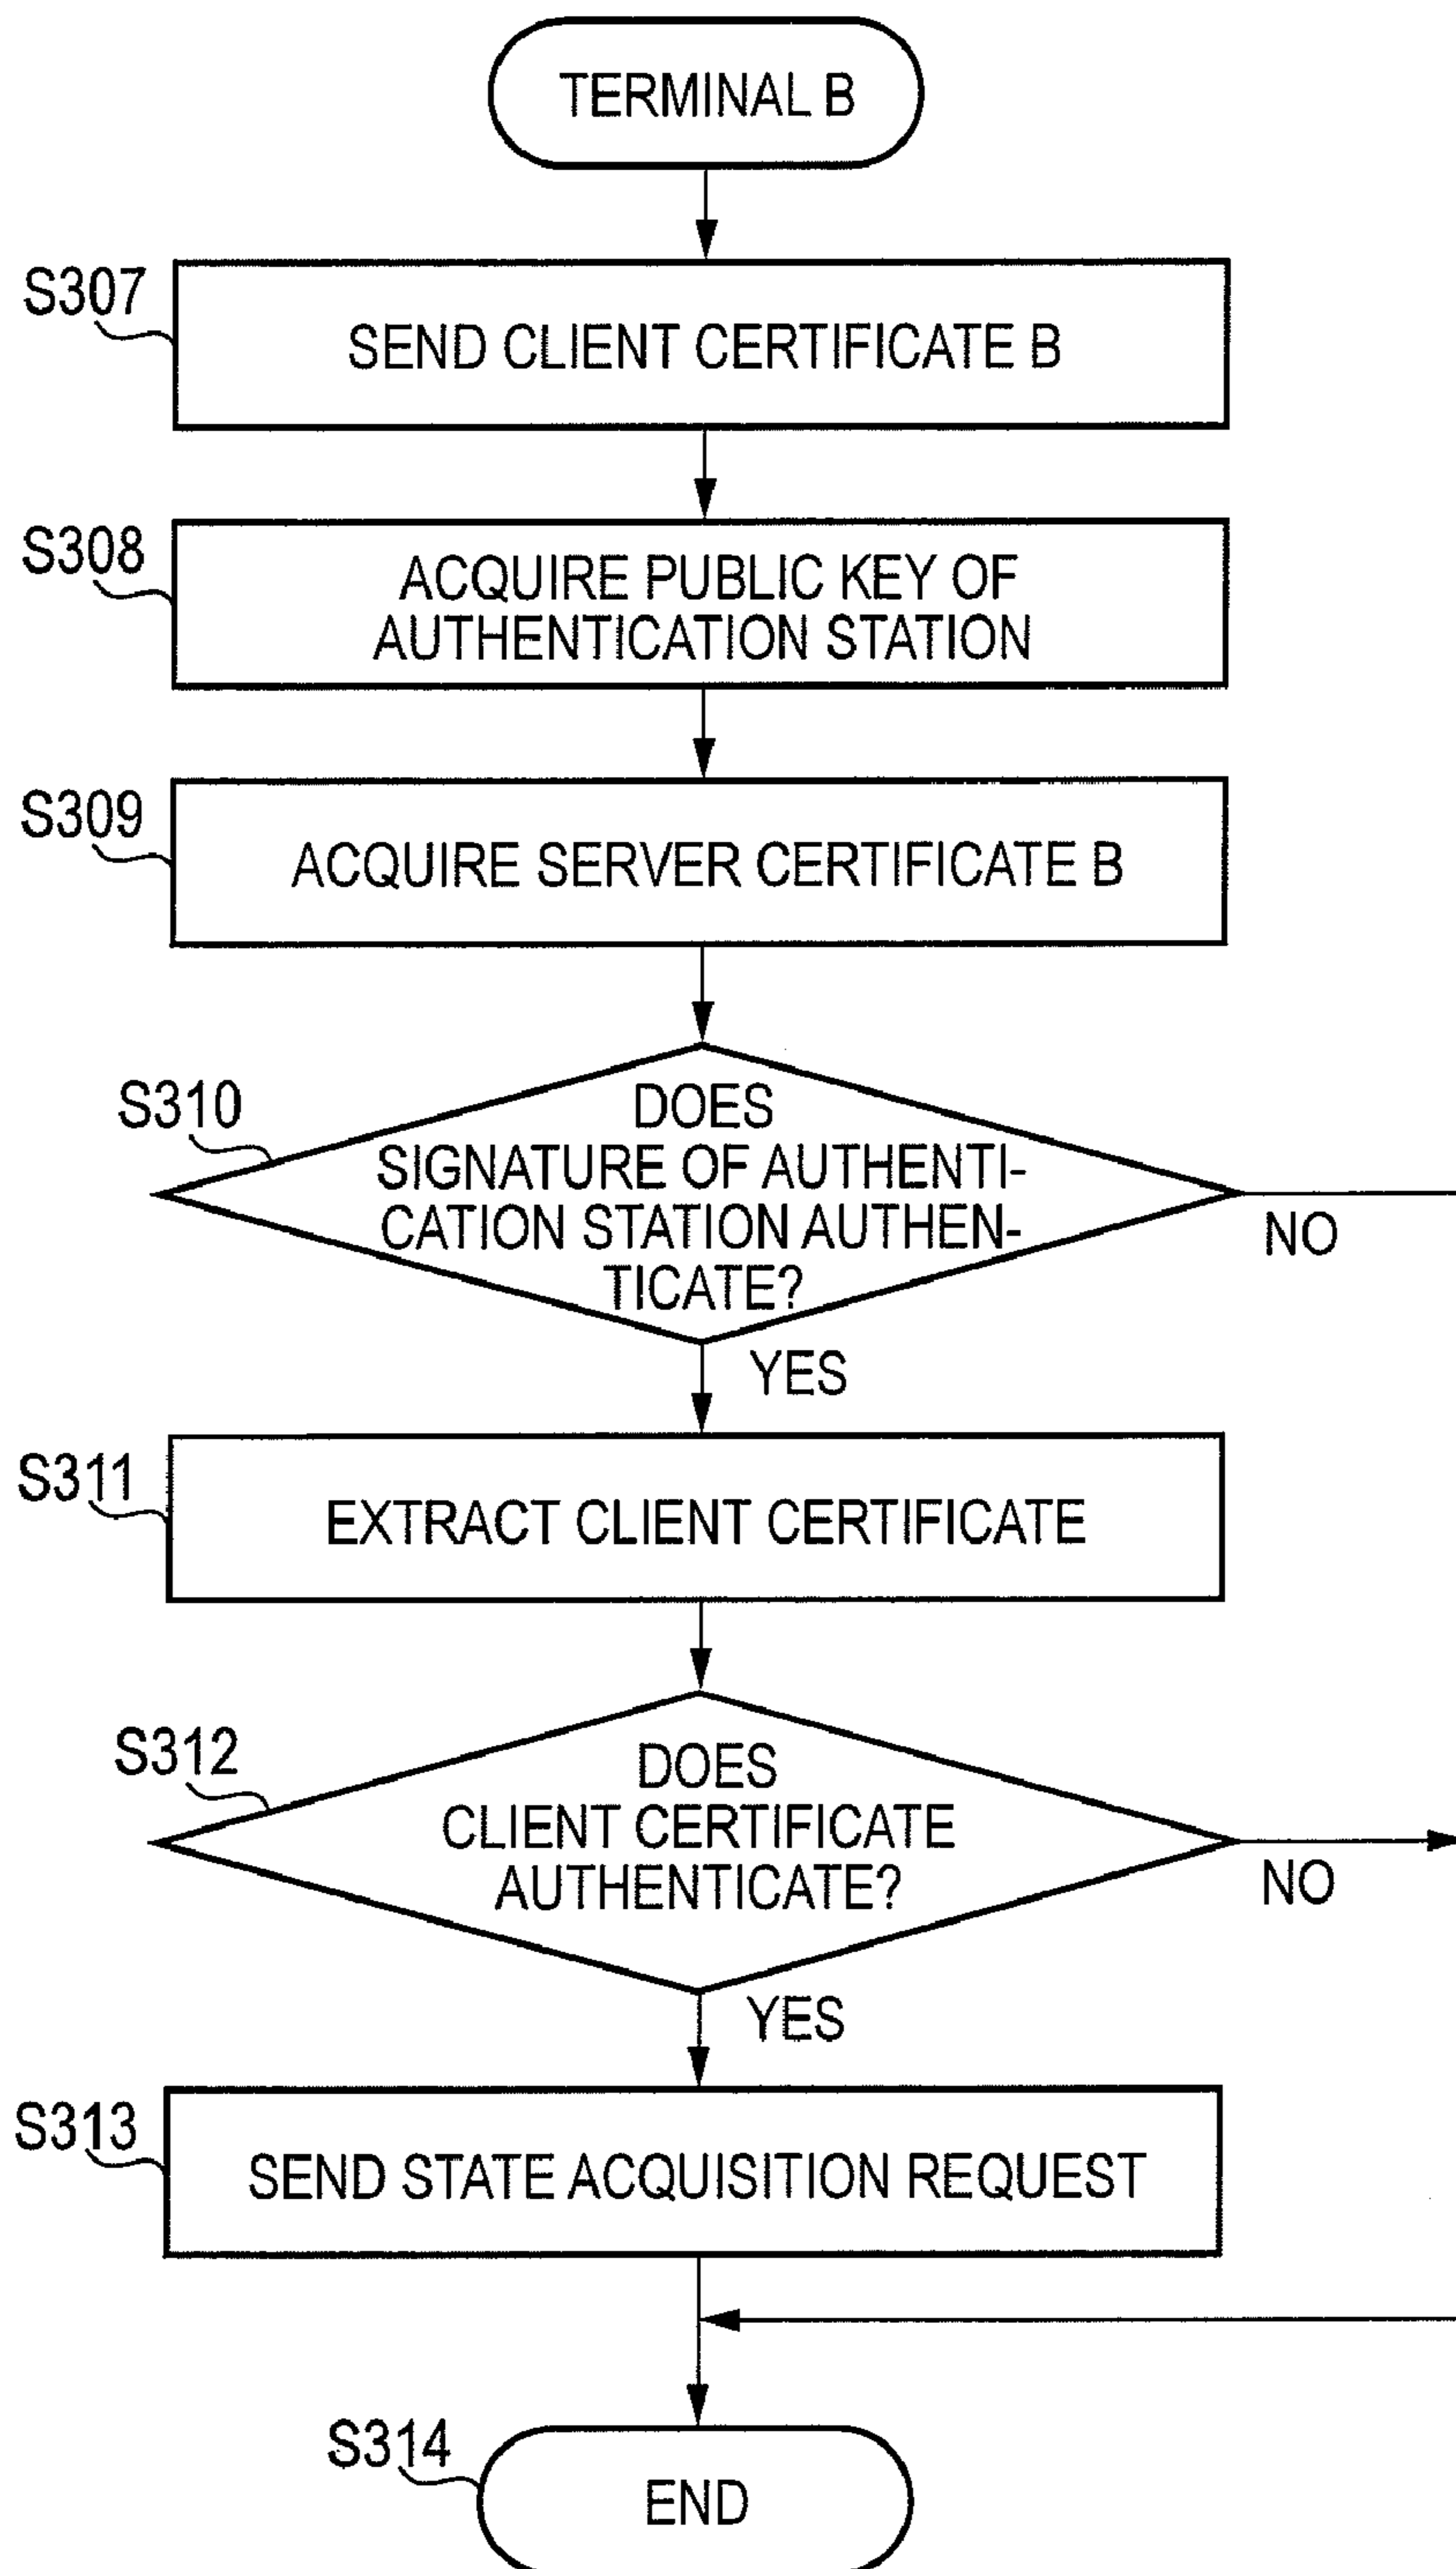 TERMINAL B
S307
SEND CLIENT CERTIFICATE B
S308
ACQUIRE PUBLIC KEY OF
AUTHENTICATION STATION
S309
ACQUIRE SERVER CERTIFICATE B
S310
DOES
SIGNATURE OF AUTHENTI-
CATION STATION AUTHEN-
TICATE?
NO
YES
S311
EXTRACT CLIENT CERTIFICATE
S312
DOES
CLIENT CERTIFICATE
AUTHENTICATE?
NO
YES
S313
SEND STATE ACQUISITION REQUEST
S314
END